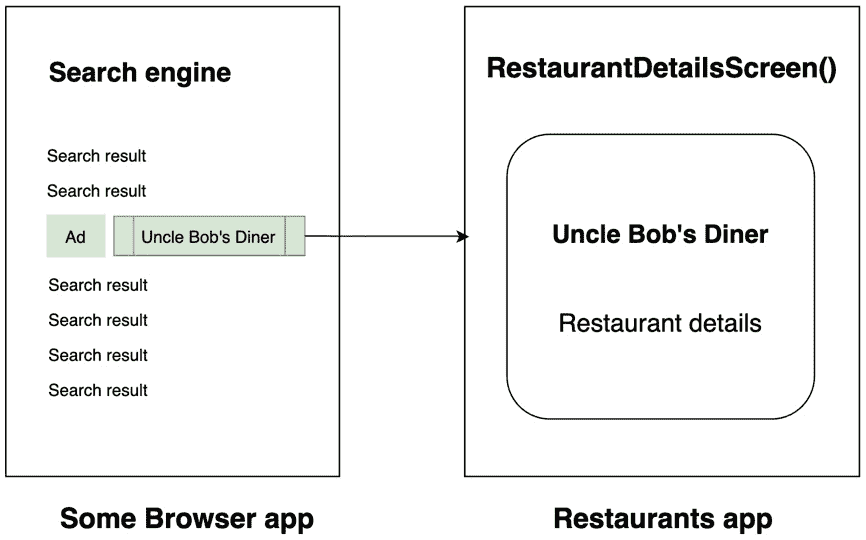 Search engine
Search result
Search result
Ad
Uncle Bob's Diner
Search result
Search result
Search result
Search result
Some Browser app
RestaurantDetailsScreen()
Uncle Bob's Diner
Restaurant details
Restaurants app